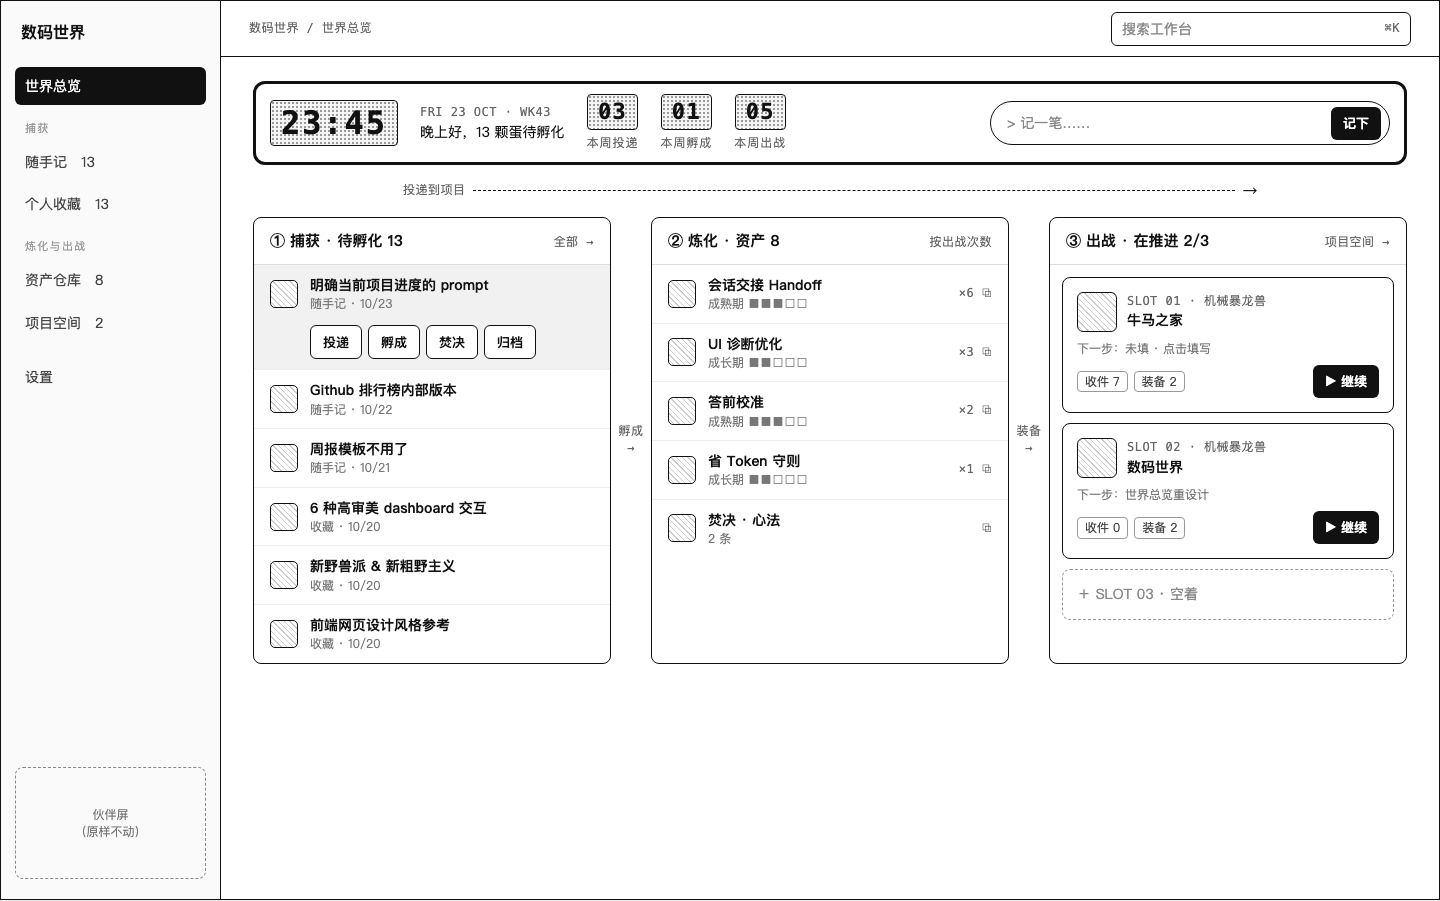 数码世界
世界总览
捕获
随手记 13
个人收藏 13
炼化与出战
资产仓库 8
项目空间 2
设置
伙伴屏
(原样不动)
数码世界 / 世界总览
搜索工作台 ⌘K
23:45
FRI 23 OCT · WK43
晚上好，13 颗蛋待孵化
03
本周投递
01
本周孵成
05
本周出战
> 记一笔……
记下
投递到项目 →
① 捕获 · 待孵化 13
全部 →
明确当前项目进度的 prompt
随手记 · 10/23
投递
孵成
焚决
归档
Github 排行榜内部版本
随手记 · 10/22
周报模板不用了
随手记 · 10/21
6 种高审美 dashboard 交互
收藏 · 10/20
新野兽派 & 新粗野主义
收藏 · 10/20
前端网页设计风格参考
收藏 · 10/20
孵成
→
② 炼化 · 资产 8
按出战次数
会话交接 Handoff
成熟期 ■■■□□
×6
UI 诊断优化
成长期 ■■□□□
×3
答前校准
成熟期 ■■■□□
×2
省 Token 守则
成长期 ■■□□□
×1
焚决 · 心法
2 条
装备
→
③ 出战 · 在推进 2/3
项目空间 →
SLOT 01 · 机械暴龙兽
牛马之家
下一步：未填 · 点击填写
收件 7
装备 2
▶ 继续
SLOT 02 · 机械暴龙兽
数码世界
下一步：世界总览重设计
收件 0
装备 2
▶ 继续
＋ SLOT 03 · 空着